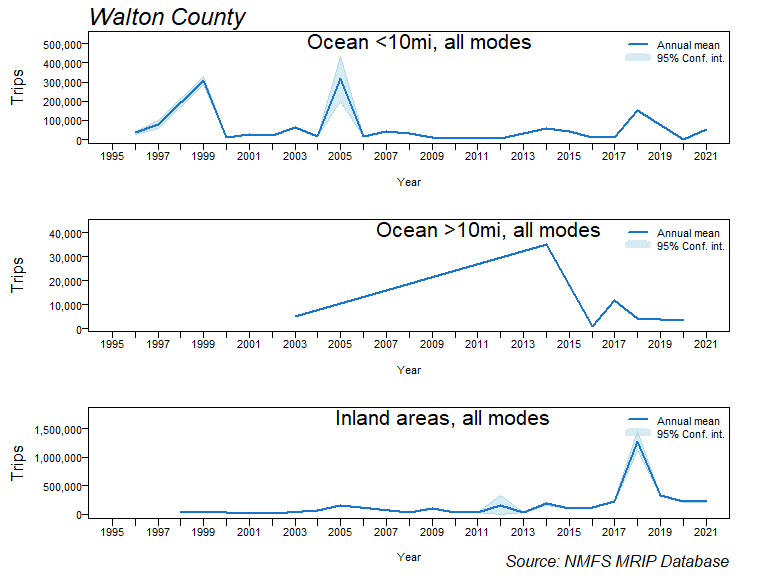 Walton County
Ocean <10mi, all modes
Annual mean
95% Conf. int.
500,000
400,000
300,000
200,000
100,000
0
Trips
1995 1997 1999 2001 2003 2005 2007 2009 2011 2013 2015 2017 2019 2021
Year
Ocean >10mi, all modes
Annual mean
95% Conf. int.
40,000
30,000
20,000
10,000
0
Trips
1995 1997 1999 2001 2003 2005 2007 2009 2011 2013 2015 2017 2019 2021
Year
Inland areas, all modes
Annual mean
95% Conf. int.
1,500,000
1,000,000
500,000
0
Trips
1995 1997 1999 2001 2003 2005 2007 2009 2011 2013 2015 2017 2019 2021
Year
Source: NMFS MRIP Database